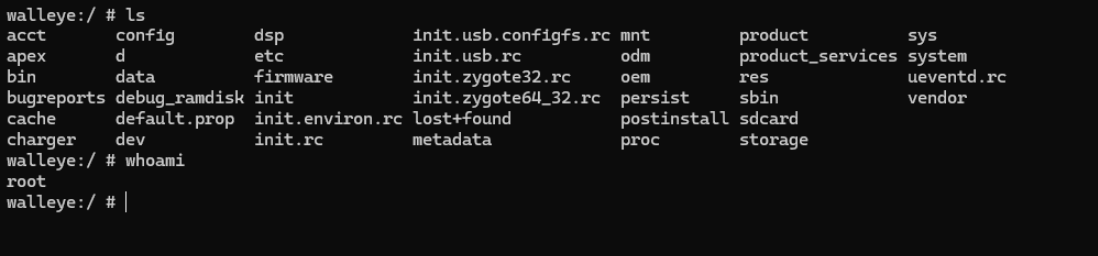 walleye:/ # ls
acct config dsp init.usb.configfs.rc mnt product sys
apex d etc init.usb.rc odm product_services system
bin data firmware init.zygote32.rc oem res ueventd.rc
bugreports debug_ramdisk init init.zygote64_32.rc persist sbin vendor
cache default.prop init.environ.rc lost+found postinstall sdcard
charger dev init.rc metadata proc storage
walleye:/ # whoami
root
walleye:/ #